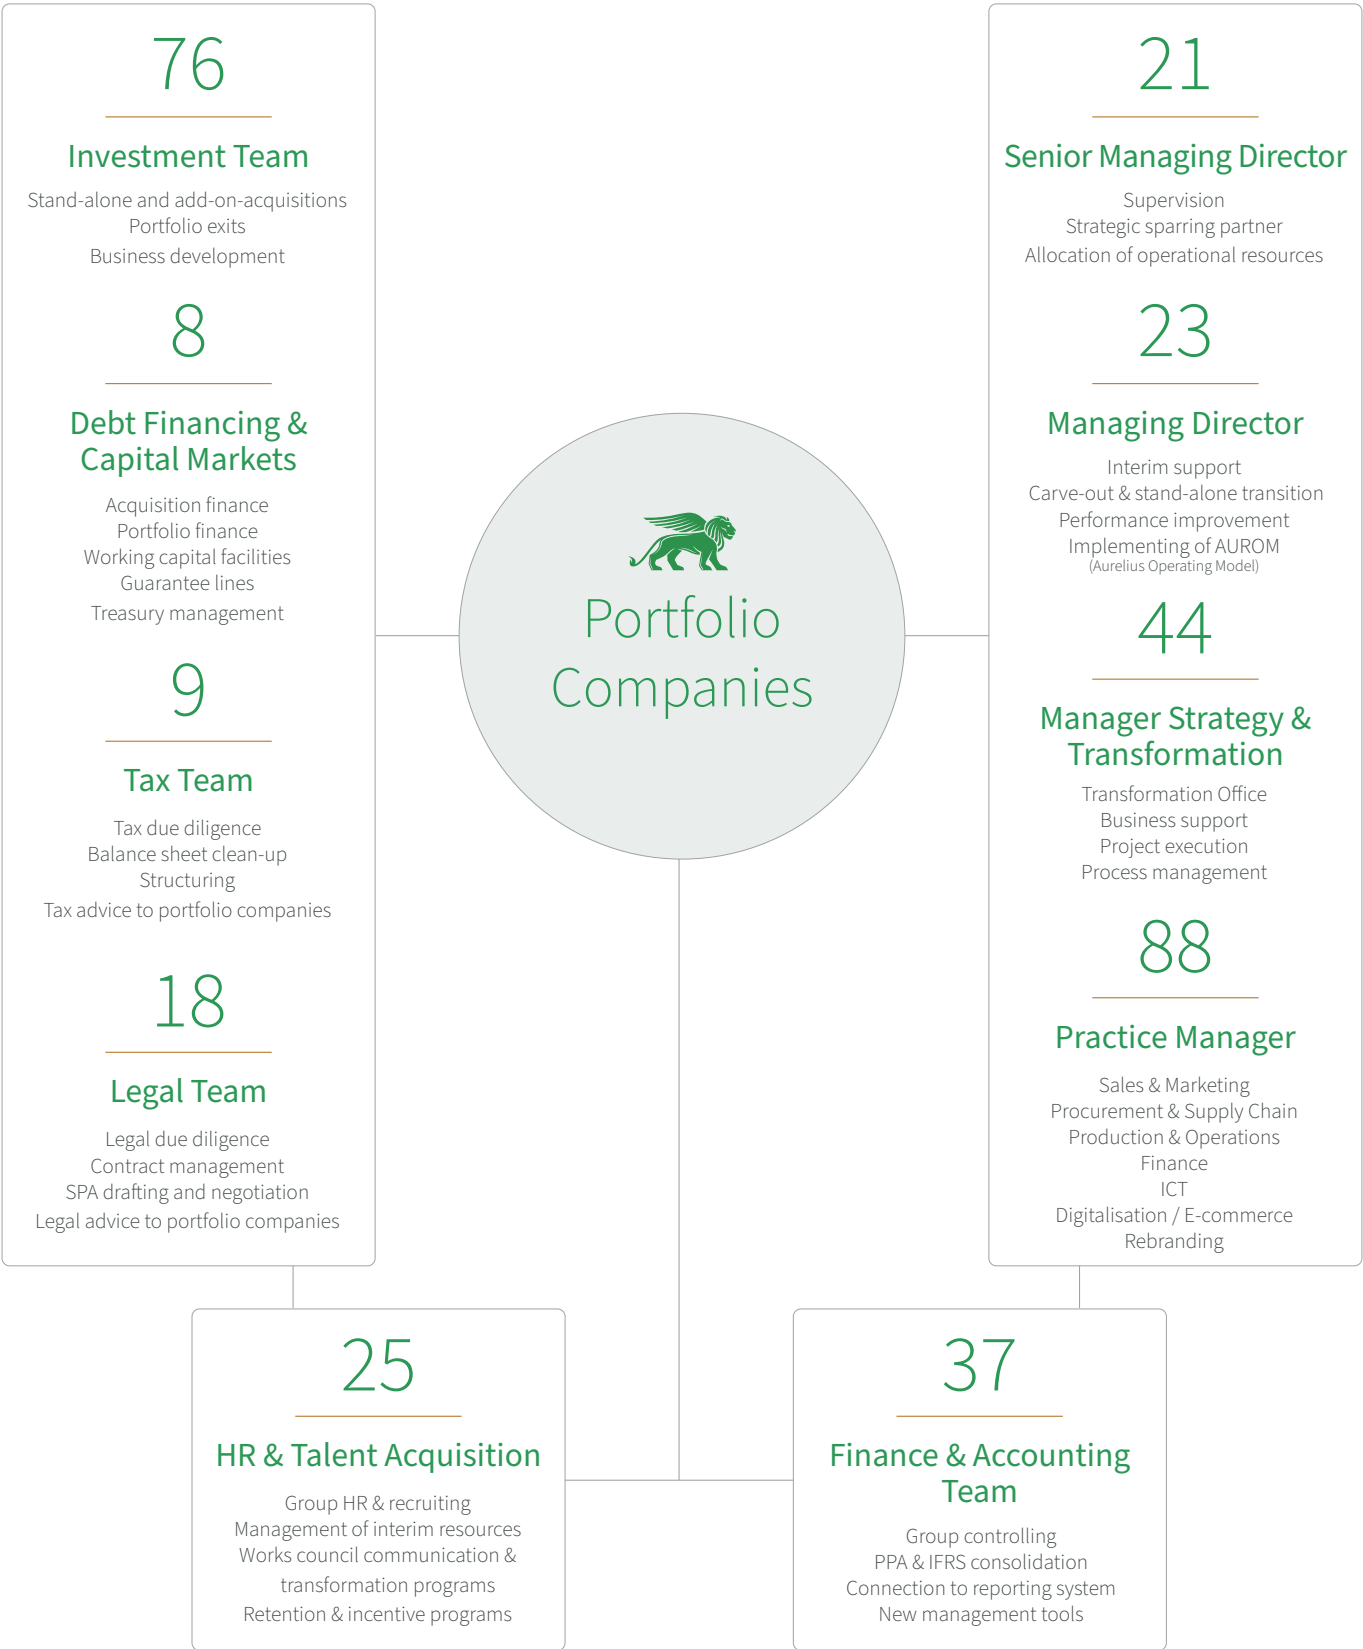 76
Investment Team
Stand-alone and add-on-acquisitions
Portfolio exits
Business development
8
Debt Financing &
Capital Markets
Acquisition finance
Portfolio finance
Working capital facilities
Guarantee lines
Treasury management
9
Tax Team
Tax due diligence
Balance sheet clean-up
Structuring
Tax advice to portfolio companies
18
Legal Team
Legal due diligence
Contract management
SPA drafting and negotiation
Legal advice to portfolio companies
Portfolio
Companies
21
Senior Managing Director
Supervision
Strategic sparring partner
Allocation of operational resources
23
Managing Director
Interim support
Carve-out & stand-alone transition
Performance improvement
Implementing of AUROM
(Aurelius Operating Model)
44
Manager Strategy &
Transformation
Transformation Office
Business support
Project execution
Process management
88
Practice Manager
Sales & Marketing
Procurement & Supply Chain
Production & Operations
Finance
ICT
Digitalisation / E-commerce
Rebranding
25
HR & Talent Acquisition
Group HR & recruiting
Management of interim resources
Works council communication &
transformation programs
Retention & incentive programs
37
Finance & Accounting
Team
Group controlling
PPA & IFRS consolidation
Connection to reporting system
New management tools